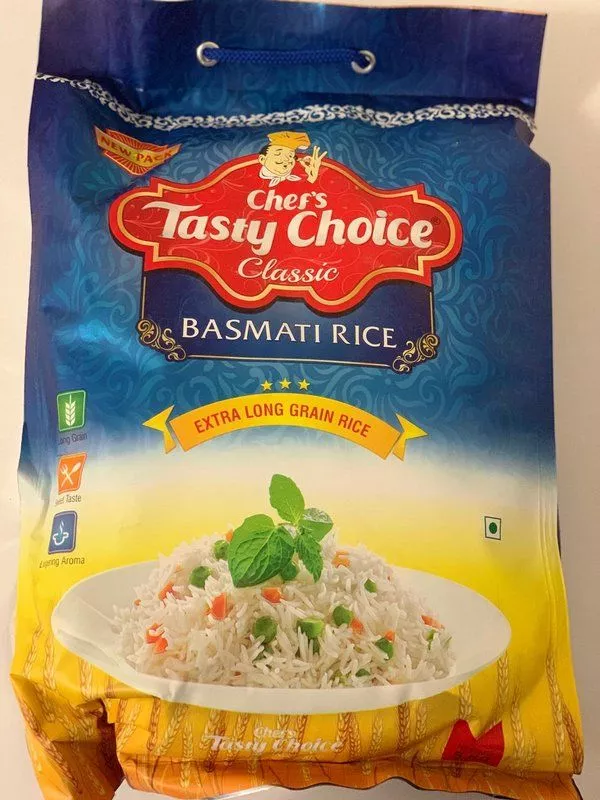 NEW PACK
Chef's
Tasty Choice®
Classic
BASMATI RICE
EXTRA LONG GRAIN RICE
Long Grain
Taste
Aroma
Chef's
Tasty Choice